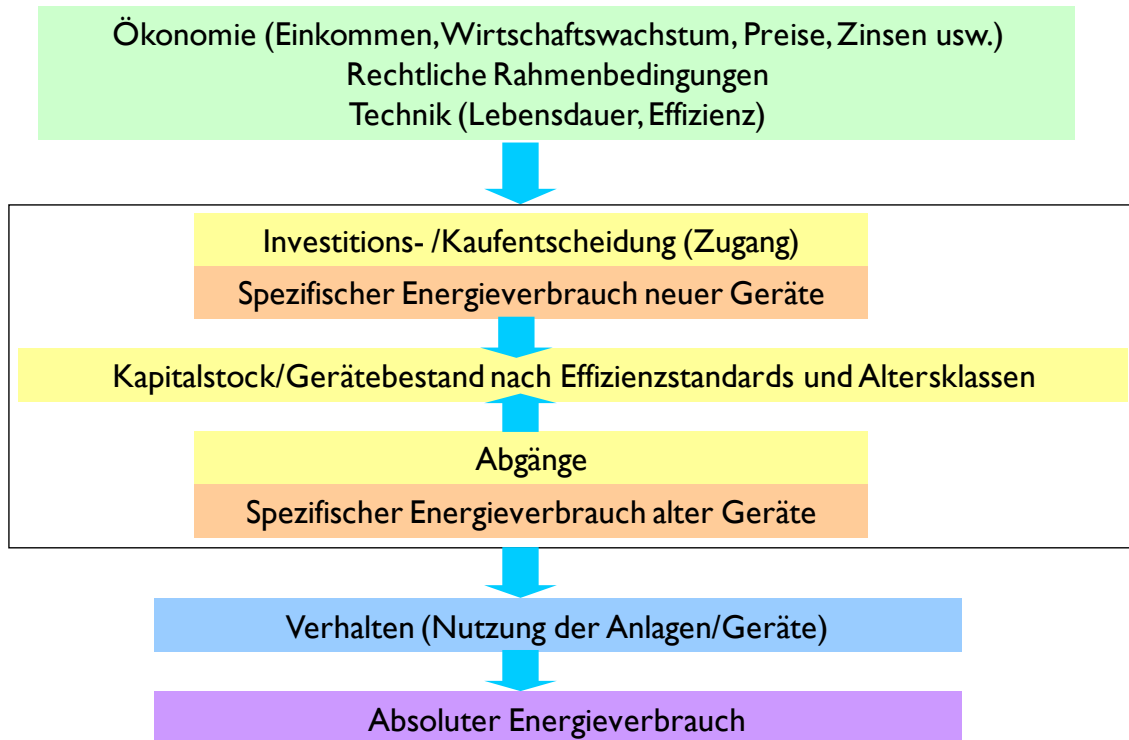 Ökonomie (Einkommen, Wirtschaftswachstum, Preise, Zinsen usw.)
Rechtliche Rahmenbedingungen
Technik (Lebensdauer, Effizienz)
Investitions- /Kaufentscheidung (Zugang)
Spezifischer Energieverbrauch neuer Geräte
Kapitalstock/Gerätebestand nach Effizienzstandards und Altersklassen
Abgänge
Spezifischer Energieverbrauch alter Geräte
Verhalten (Nutzung der Anlagen/Geräte)
Absoluter Energieverbrauch